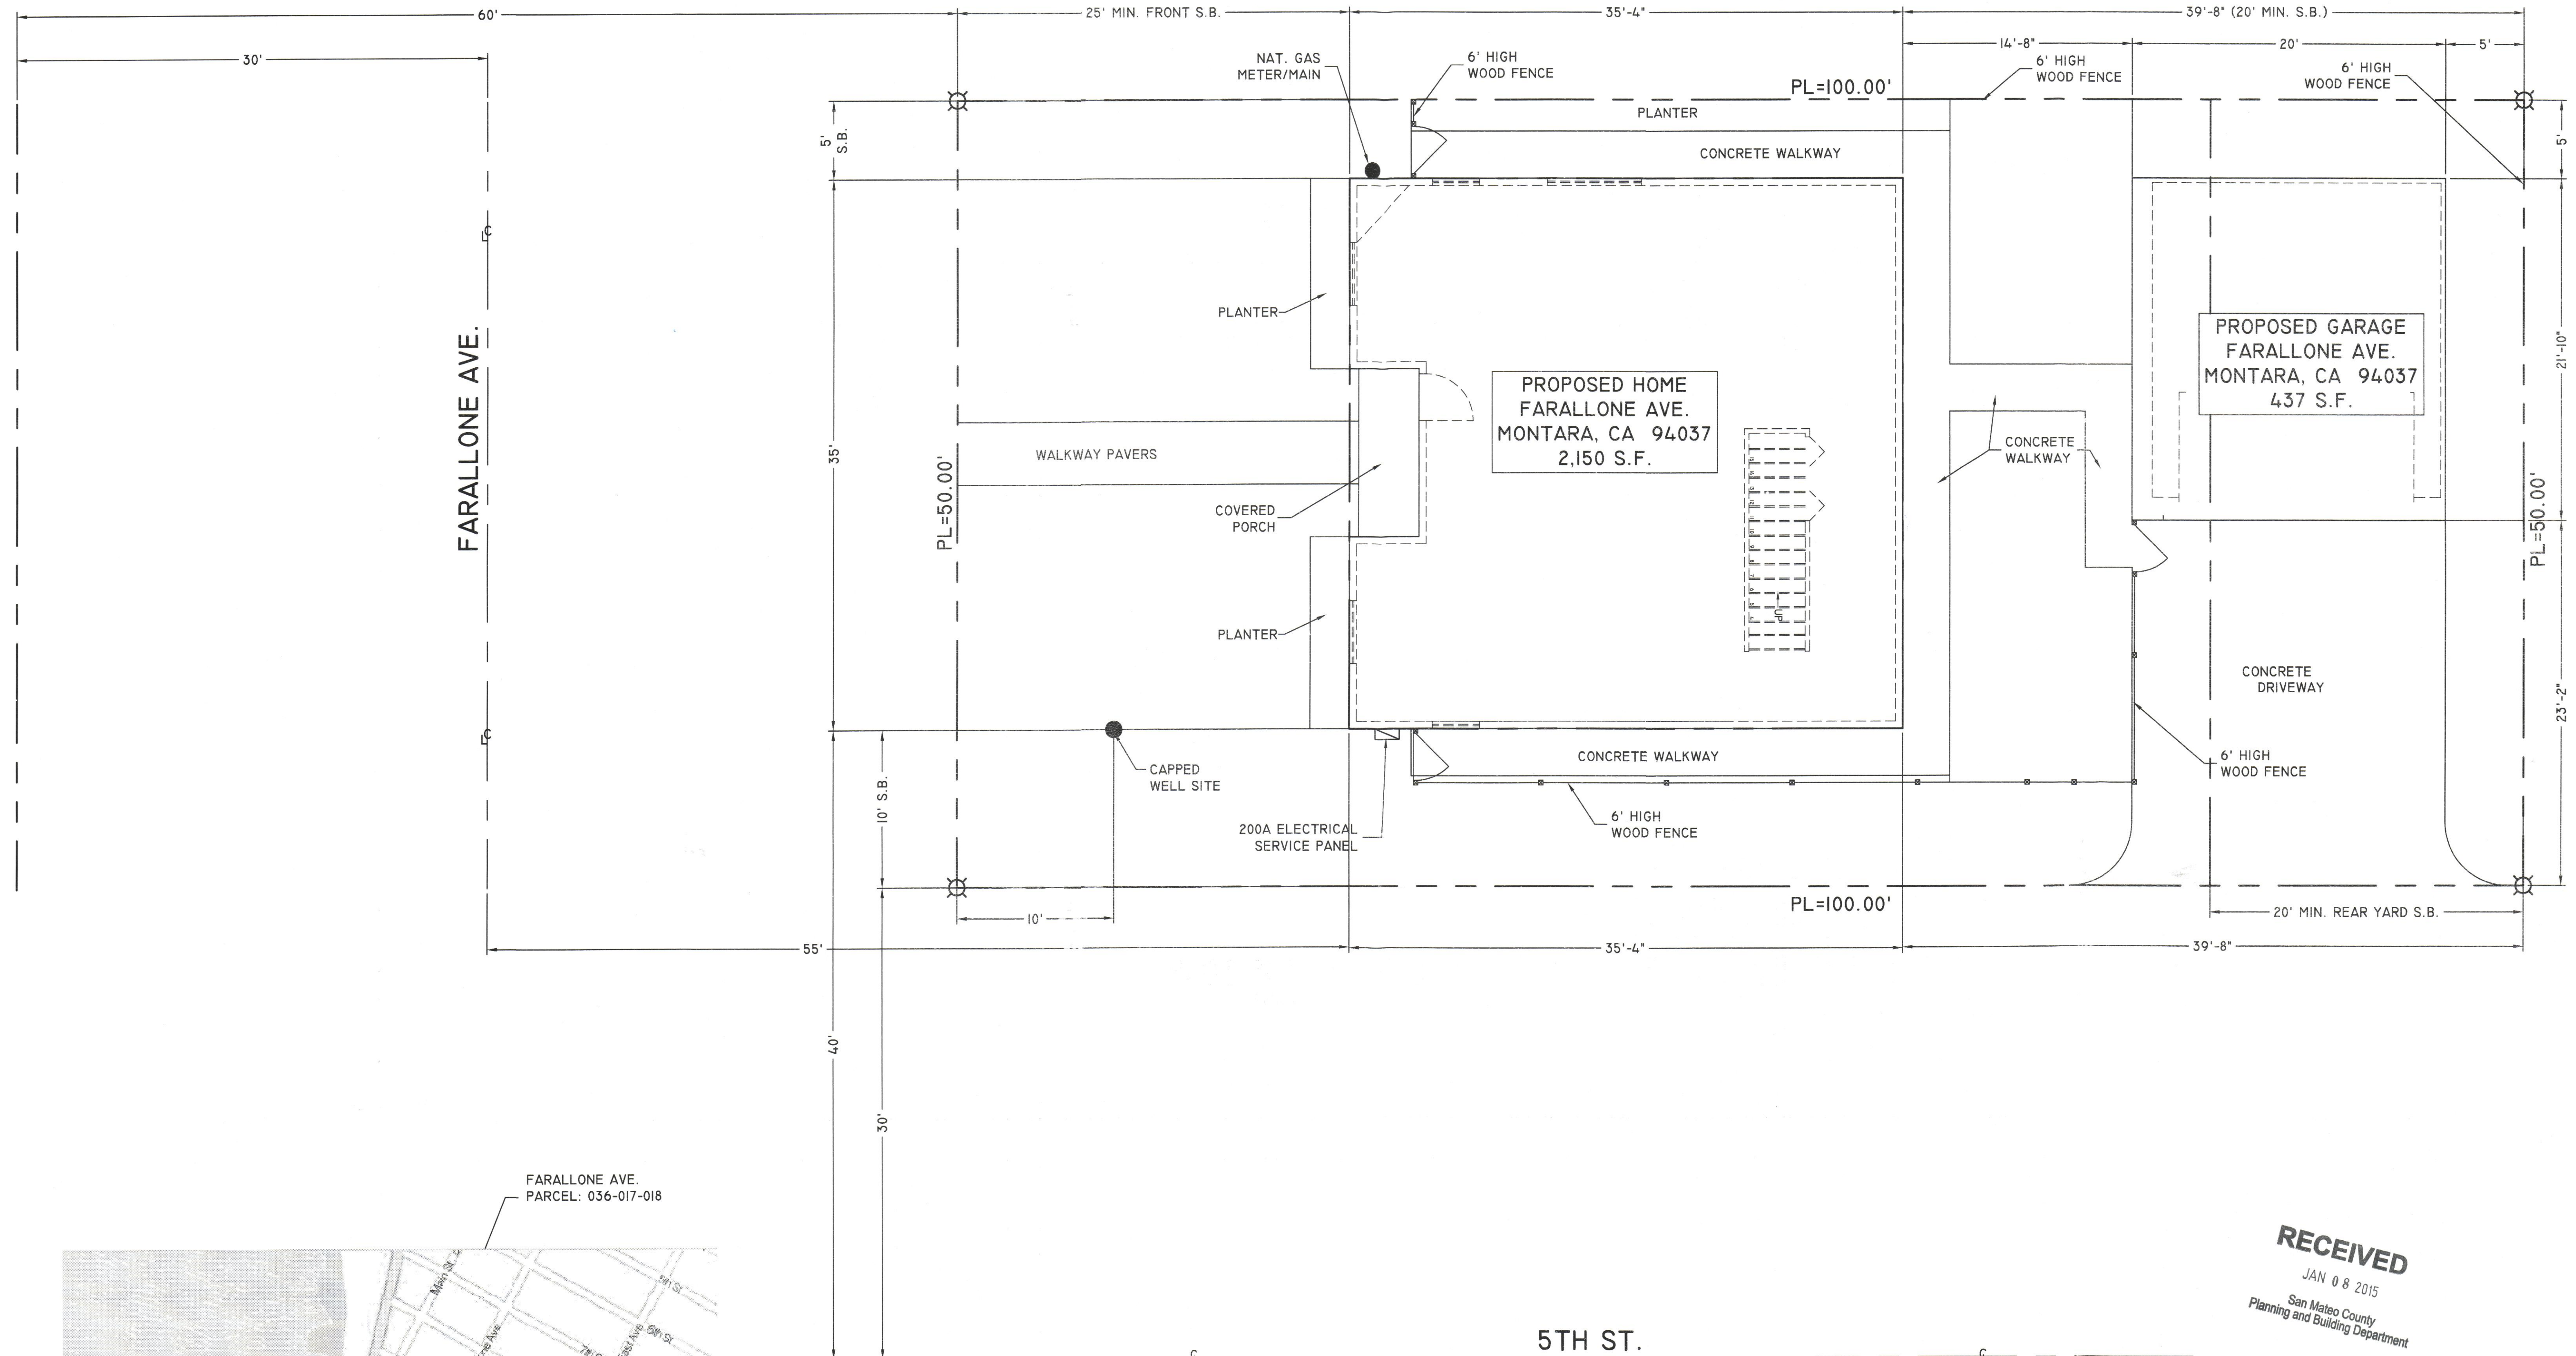 60'
25' MIN. FRONT S.B.
35'-4"
39'-8" (20' MIN. S.B.)
30'
14'-8"
20'
5'
NAT. GAS
METER/MAIN
6' HIGH
WOOD FENCE
PL=100.00'
6' HIGH
WOOD FENCE
6' HIGH
WOOD FENCE
5'
S.B.
PLANTER
CONCRETE WALKWAY
5'
CL
PLANTER
FARALLONE AVE.
PROPOSED GARAGE
FARALLONE AVE.
MONTARA, CA 94037
437 S.F.
21'-10"
PROPOSED HOME
FARALLONE AVE.
MONTARA, CA 94037
2,150 S.F.
35'
WALKWAY PAVERS
CONCRETE
WALKWAY
PL=50.00'
COVERED
PORCH
PL=50.00'
UP
PLANTER
CONCRETE
DRIVEWAY
23'-2"
CL
CAPPED
WELL SITE
CONCRETE WALKWAY
6' HIGH
WOOD FENCE
10' S.B.
200A ELECTRICAL
SERVICE PANEL
6' HIGH
WOOD FENCE
PL=100.00'
10'
20' MIN. REAR YARD S.B.
55'
35'-4"
39'-8"
40'
30'
FARALLONE AVE.
PARCEL: 036-017-018
Main St
6th St
RECEIVED
JAN 08 2015
San Mateo County
Planning and Building Department
5TH ST.